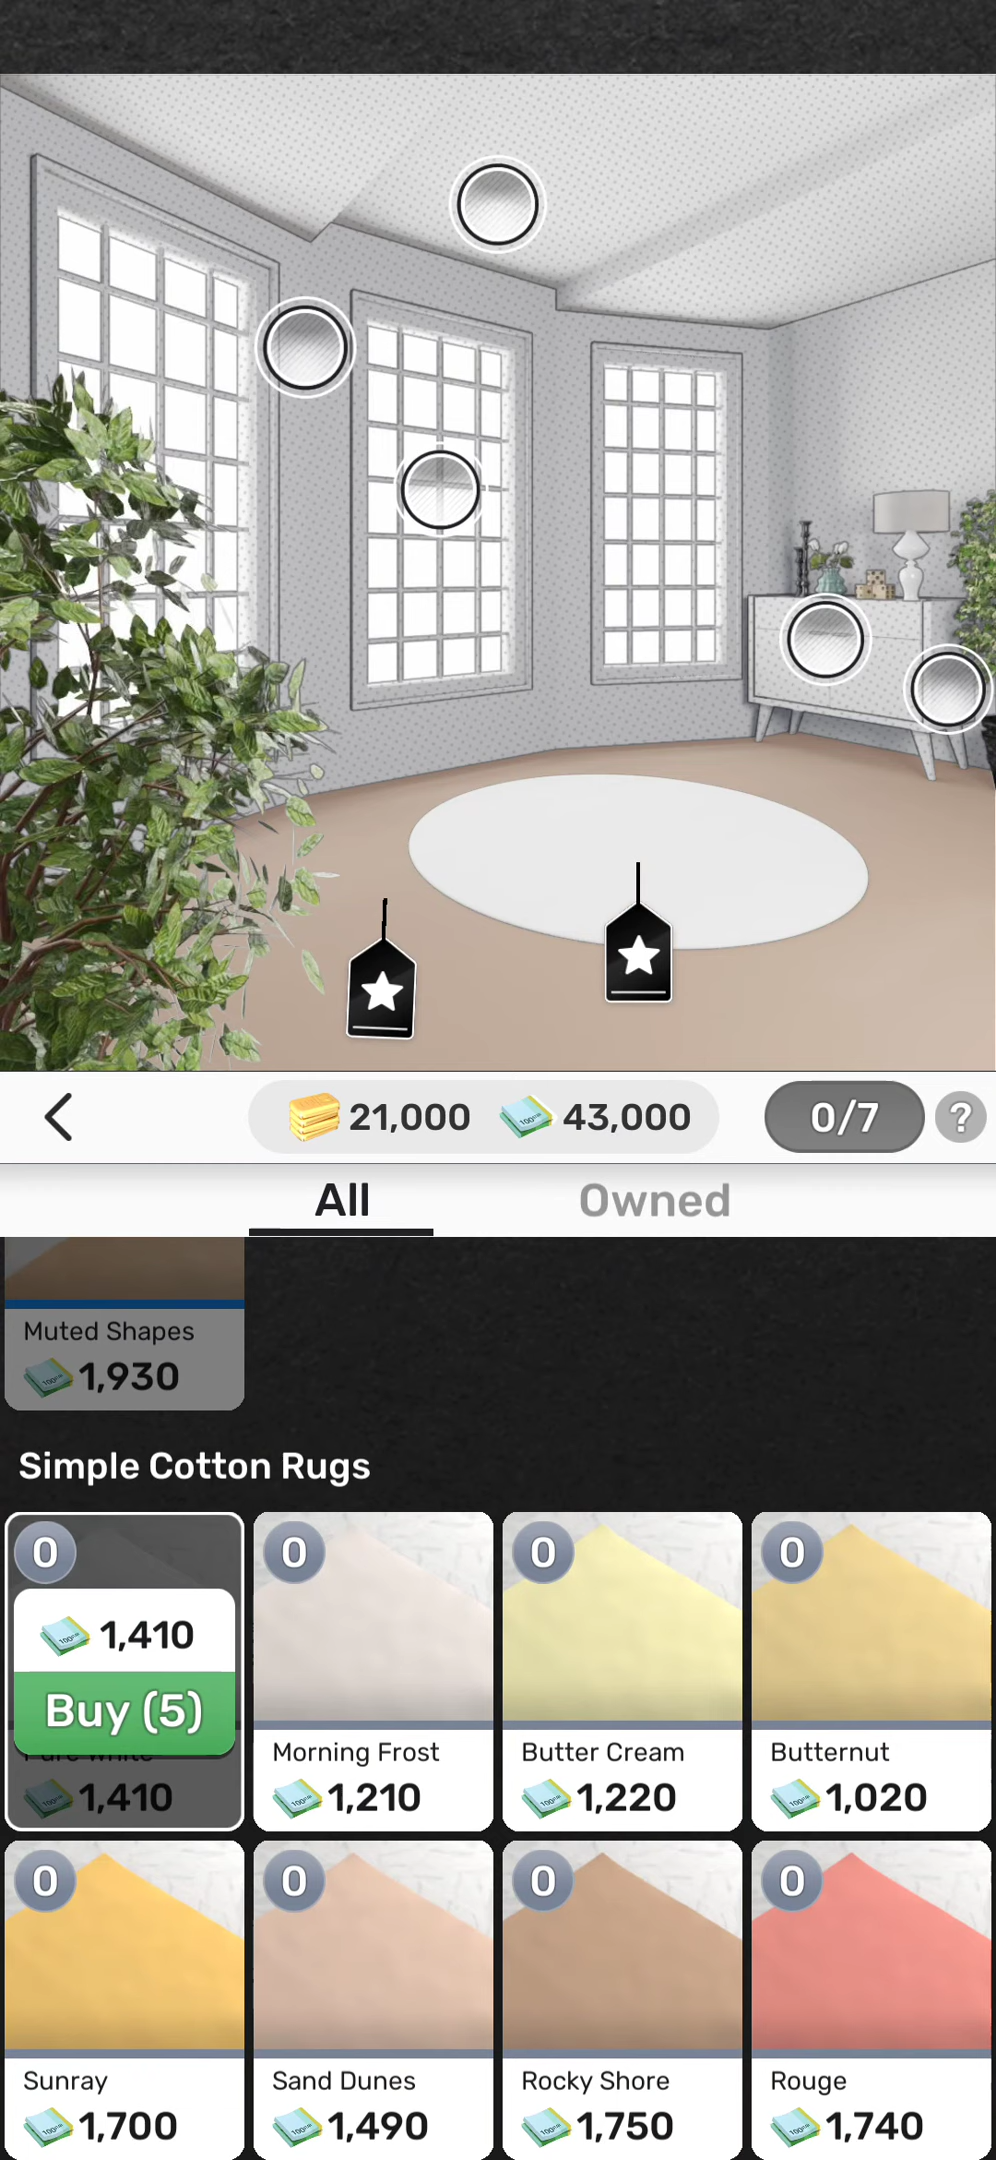 21,000
43,000
0/7
?
All
Owned
Muted Shapes
1,930
Simple Cotton Rugs
0
0
0
0
1,410
Buy (5)
Pure White
Morning Frost
Butter Cream
Butternut
1,410
1,210
1,220
1,020
0
0
0
0
Sunray
Sand Dunes
Rocky Shore
Rouge
1,700
1,490
1,750
1,740